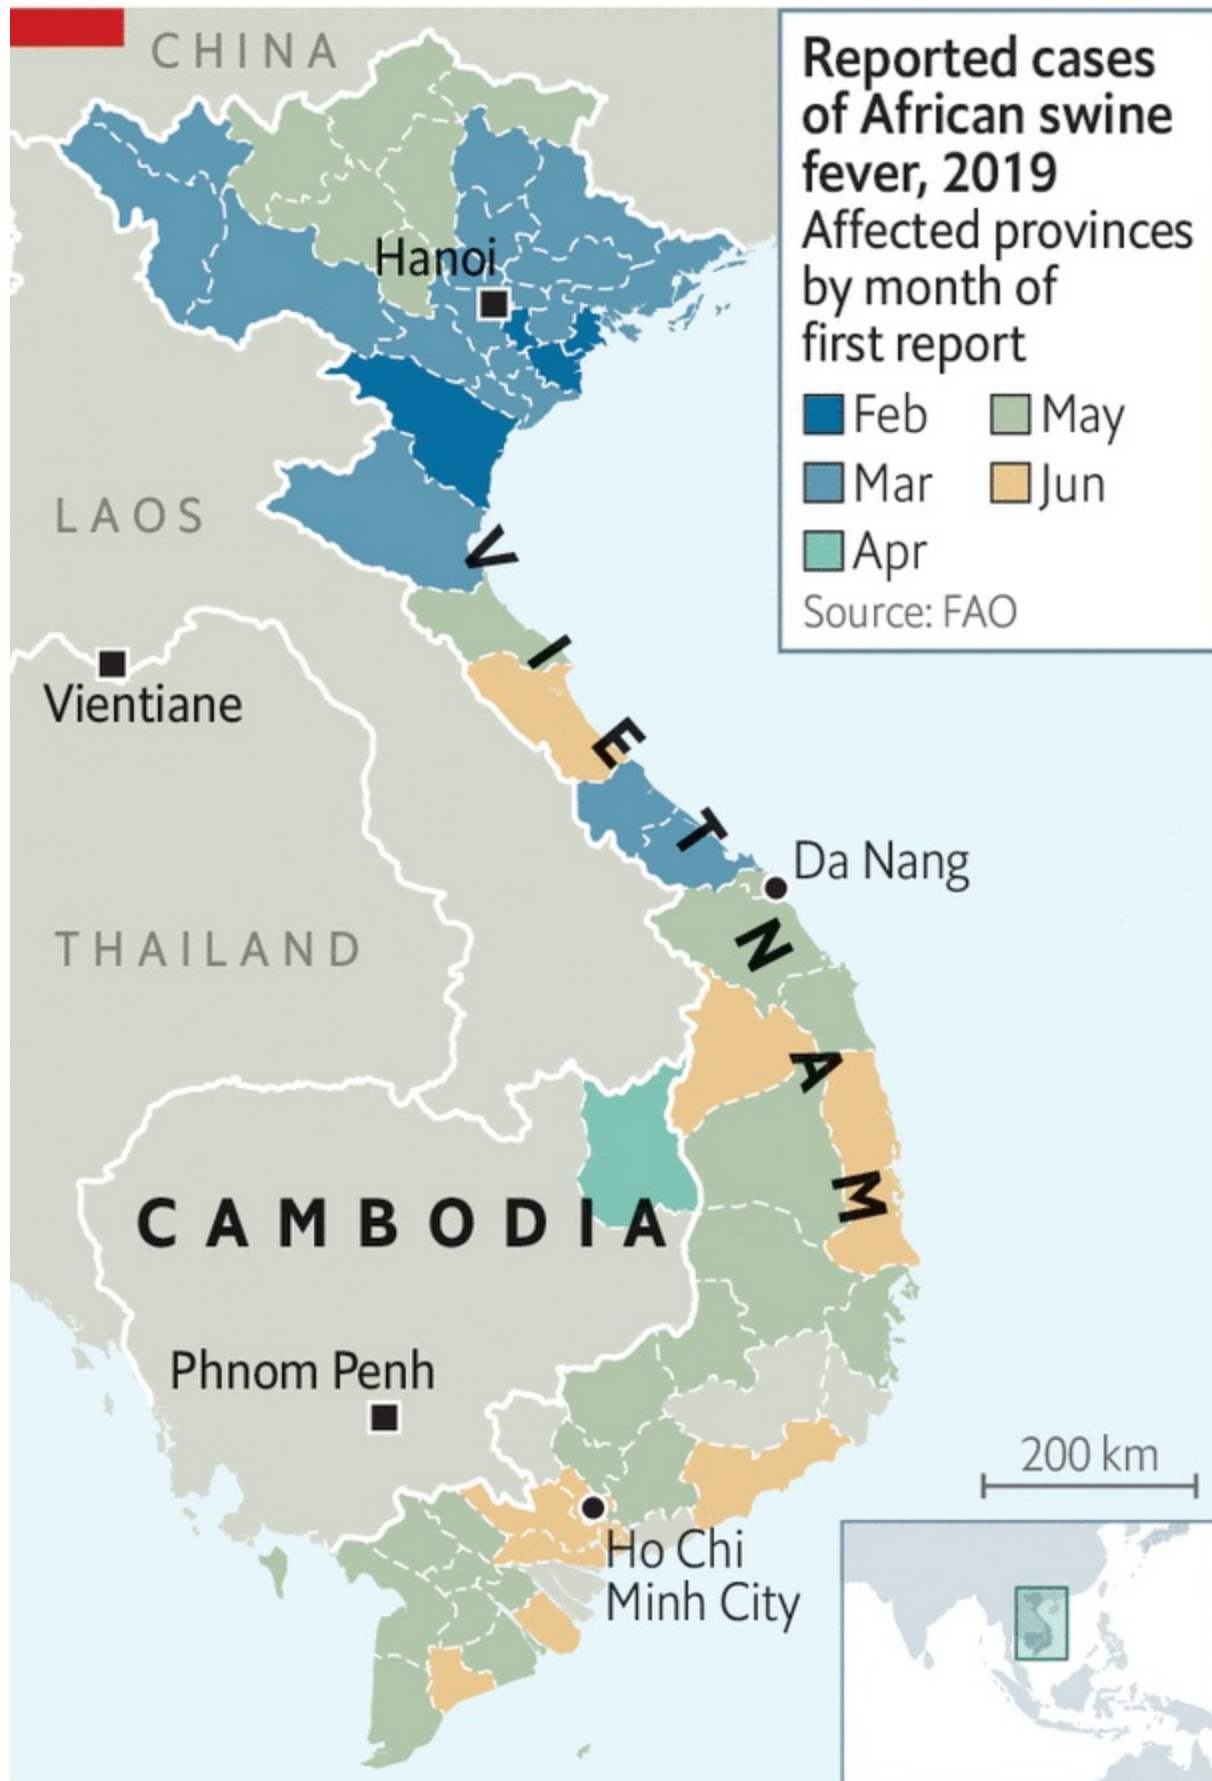 Reported cases
of African swine
fever, 2019
Affected provinces
by month of
first report
Feb
May
Mar
Jun
Apr
Source: FAO
CHINA
Hanoi
LAOS
Vientiane
VIETNAM
Da Nang
THAILAND
CAMBODIA
Phnom Penh
200 km
Ho Chi
Minh City